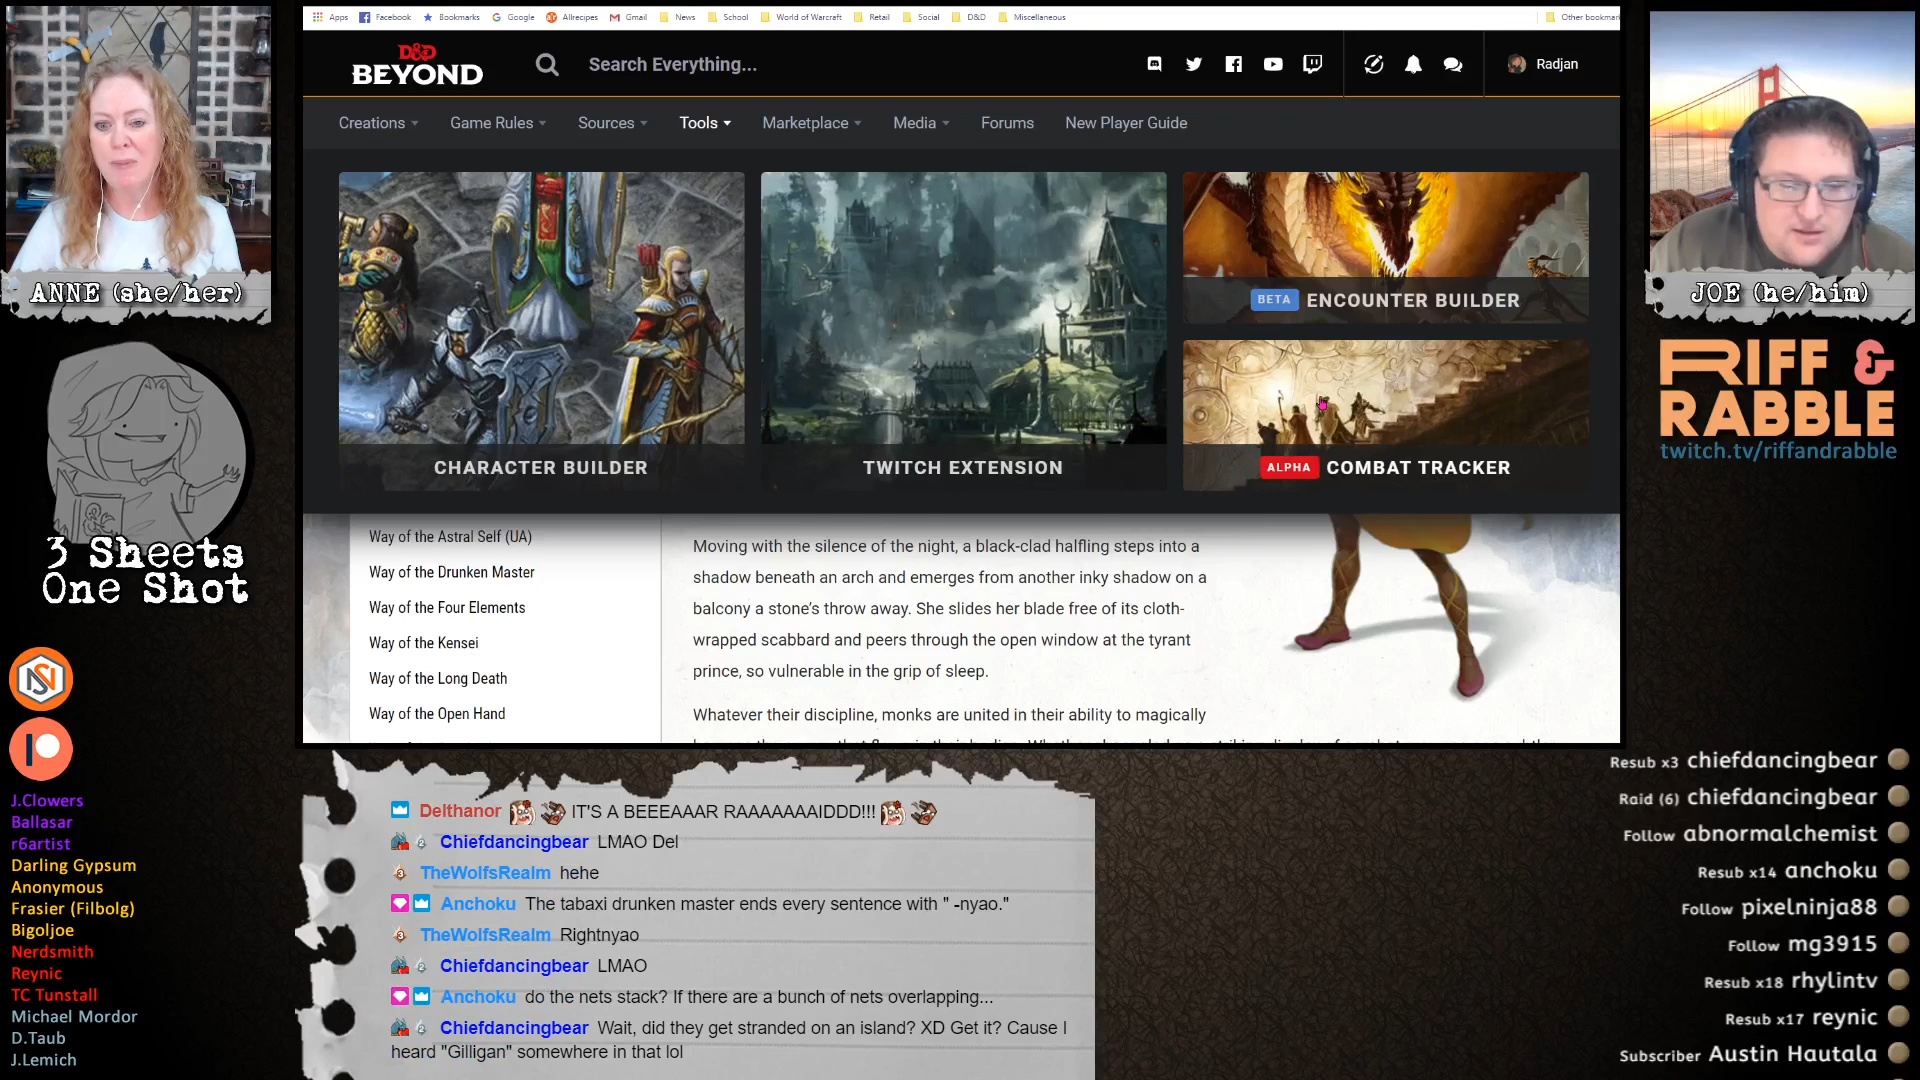 Apps Facebook Bookmarks Google Allrecipes Gmail News School World of Warcraft Retail Social D&D Miscellaneous Other bookmar
D&D
BEYOND
Search Everything...
Radjan
Creations Game Rules Sources Tools Marketplace Media Forums New Player Guide
BETA ENCOUNTER BUILDER
CHARACTER BUILDER
TWITCH EXTENSION
ALPHA COMBAT TRACKER
Way of the Astral Self (UA)
Way of the Drunken Master
Way of the Four Elements
Way of the Kensei
Way of the Long Death
Way of the Open Hand
Moving with the silence of the night, a black-clad halfling steps into a
shadow beneath an arch and emerges from another inky shadow on a
balcony a stone's throw away. She slides her blade free of its cloth-
wrapped scabbard and peers through the open window at the tyrant
prince, so vulnerable in the grip of sleep.
Whatever their discipline, monks are united in their ability to magically
ANNE (she/her)
3 Sheets
One Shot
J.Clowers
Ballasar
r6artist
Darling Gypsum
Anonymous
Frasier (Filbolg)
Bigoljoe
Nerdsmith
Reynic
TC Tunstall
Michael Mordor
D.Taub
J.Lemich
JOE (he/him)
RIFF &
RABBLE
twitch.tv/riffandrabble
Delthanor IT'S A BEEEAAAR RAAAAAAAIDDD!!!
Chiefdancingbear LMAO Del
TheWolfsRealm hehe
Anchoku The tabaxi drunken master ends every sentence with " -nyao."
TheWolfsRealm Rightnyao
Chiefdancingbear LMAO
Anchoku do the nets stack? If there are a bunch of nets overlapping...
Chiefdancingbear Wait, did they get stranded on an island? XD Get it? Cause I
heard "Gilligan" somewhere in that lol
Resub x3 chiefdancingbear
Raid (6) chiefdancingbear
Follow abnormalchemist
Resub x14 anchoku
Follow pixelninja88
Follow mg3915
Resub x18 rhylintv
Resub x17 reynic
Subscriber Austin Hautala